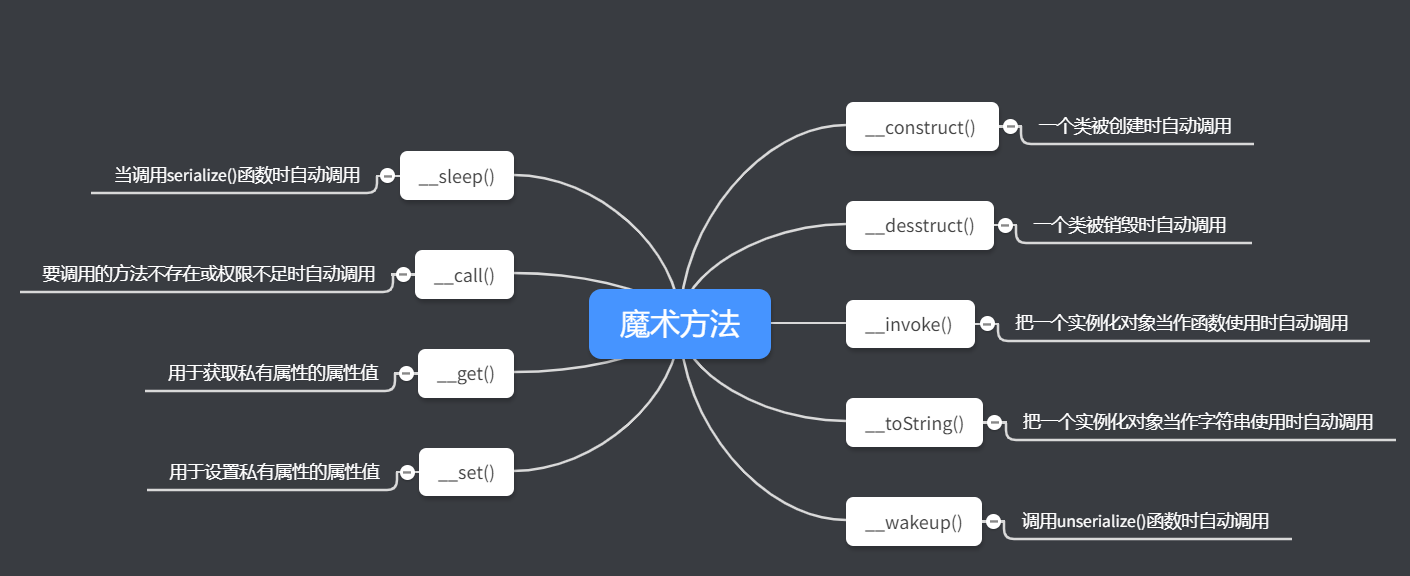 魔术方法
__construct()
一个类被创建时自动调用
__desstruct()
一个类被销毁时自动调用
__invoke()
把一个实例化对象当作函数使用时自动调用
__toString()
把一个实例化对象当作字符串使用时自动调用
__wakeup()
调用unserialize()函数时自动调用
__sleep()
当调用serialize()函数时自动调用
__call()
要调用的方法不存在或权限不足时自动调用
__get()
用于获取私有属性的属性值
__set()
用于设置私有属性的属性值